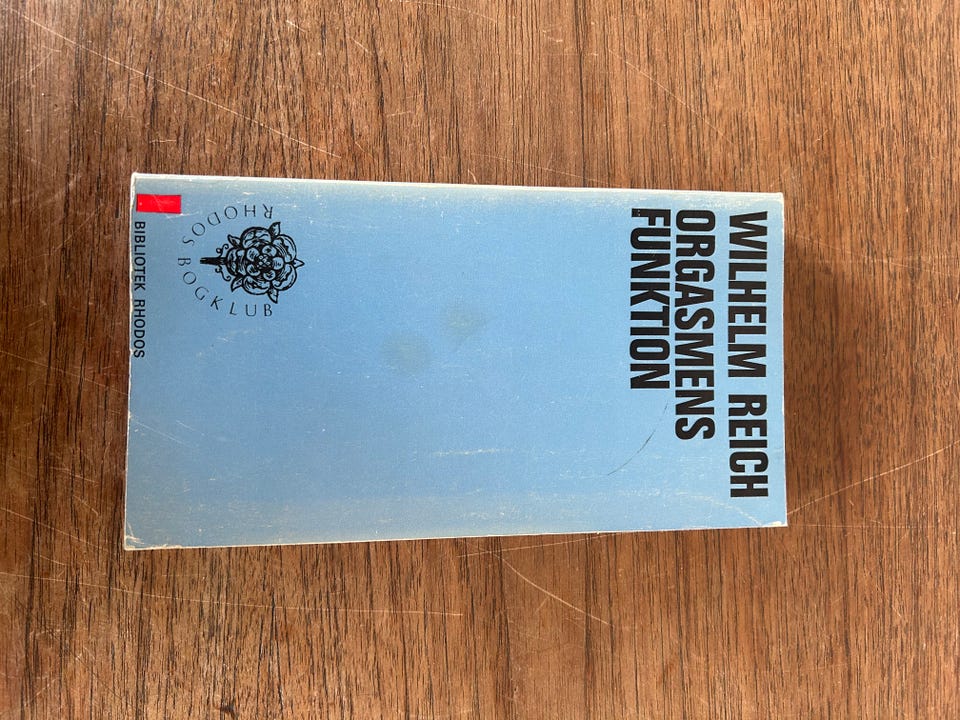 WILHELM REICH
ORGASMENS
FUNKTION
RHODOS BOGKLUB
BIBLIOTEK RHODOS